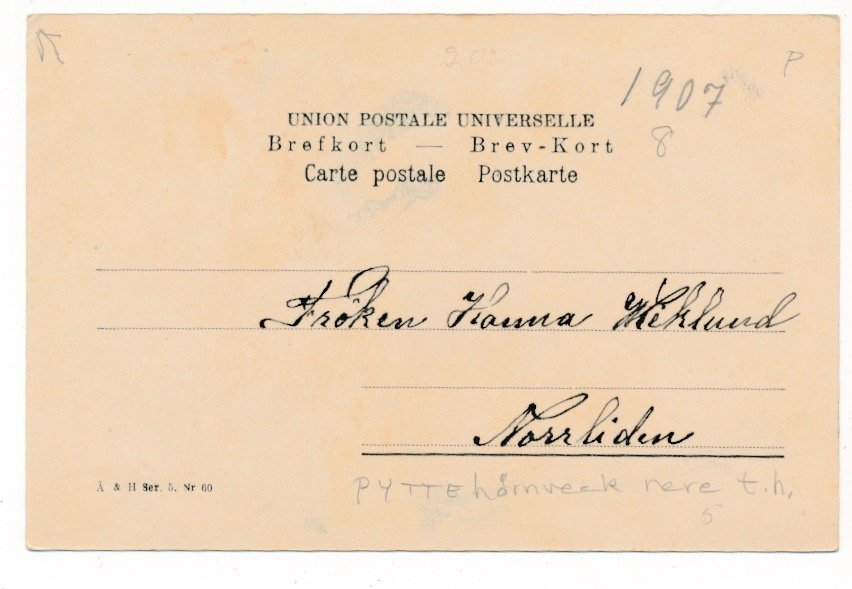 P
1907
UNION POSTALE UNIVERSELLE
Brefkort — Brev-Kort 8
Carte postale Postkarte
Fröken Hanna Wiklund
Norrliden
Å & H Ser. 5. Nr 60
PYTTEhörnveck nere t.h.
5